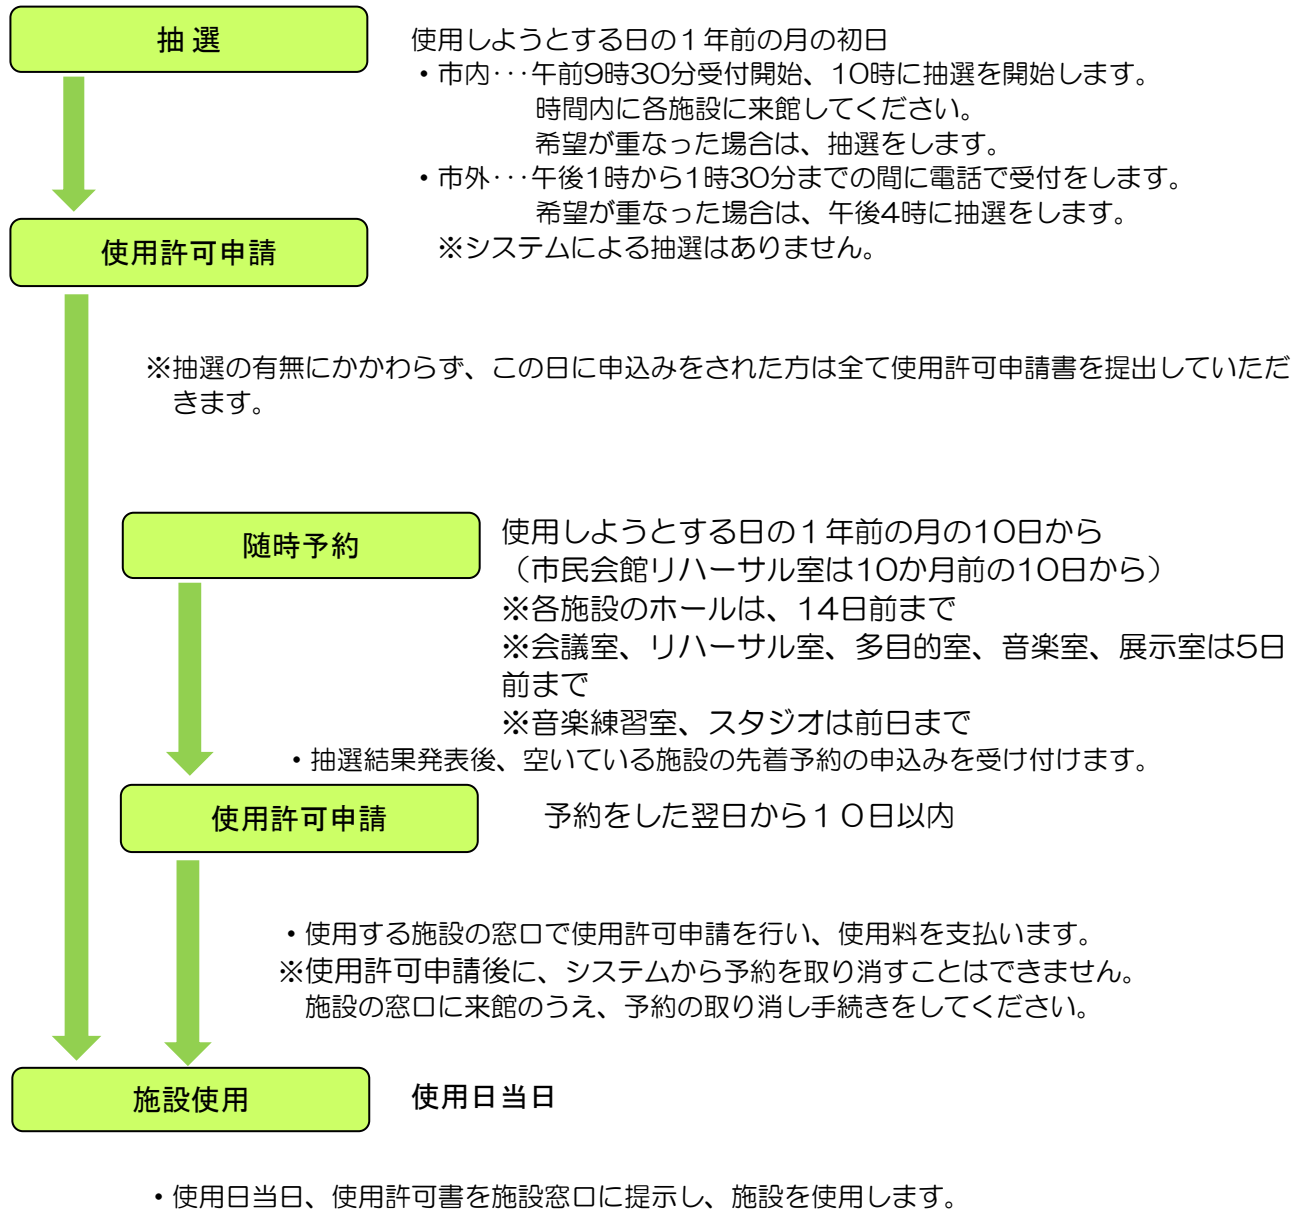 抽 選
使用しようとする日の１年前の月の初日
・市内･･･午前9時30分受付開始、10時に抽選を開始します。
時間内に各施設に来館してください。
希望が重なった場合は、抽選をします。
・市外･･･午後1時から1時30分までの間に電話で受付をします。
希望が重なった場合は、午後4時に抽選をします。
※システムによる抽選はありません。
使用許可申請
※抽選の有無にかかわらず、この日に申込みをされた方は全て使用許可申請書を提出していただ
きます。
随時予約
使用しようとする日の１年前の月の10日から
（市民会館リハーサル室は10か月前の10日から）
※各施設のホールは、14日前まで
※会議室、リハーサル室、多目的室、音楽室、展示室は5日
前まで
※音楽練習室、スタジオは前日まで
・抽選結果発表後、空いている施設の先着予約の申込みを受け付けます。
使用許可申請
予約をした翌日から１０日以内
・使用する施設の窓口で使用許可申請を行い、使用料を支払います。
※使用許可申請後に、システムから予約を取り消すことはできません。
施設の窓口に来館のうえ、予約の取り消し手続きをしてください。
施設使用
使用日当日
・使用日当日、使用許可書を施設窓口に提示し、施設を使用します。